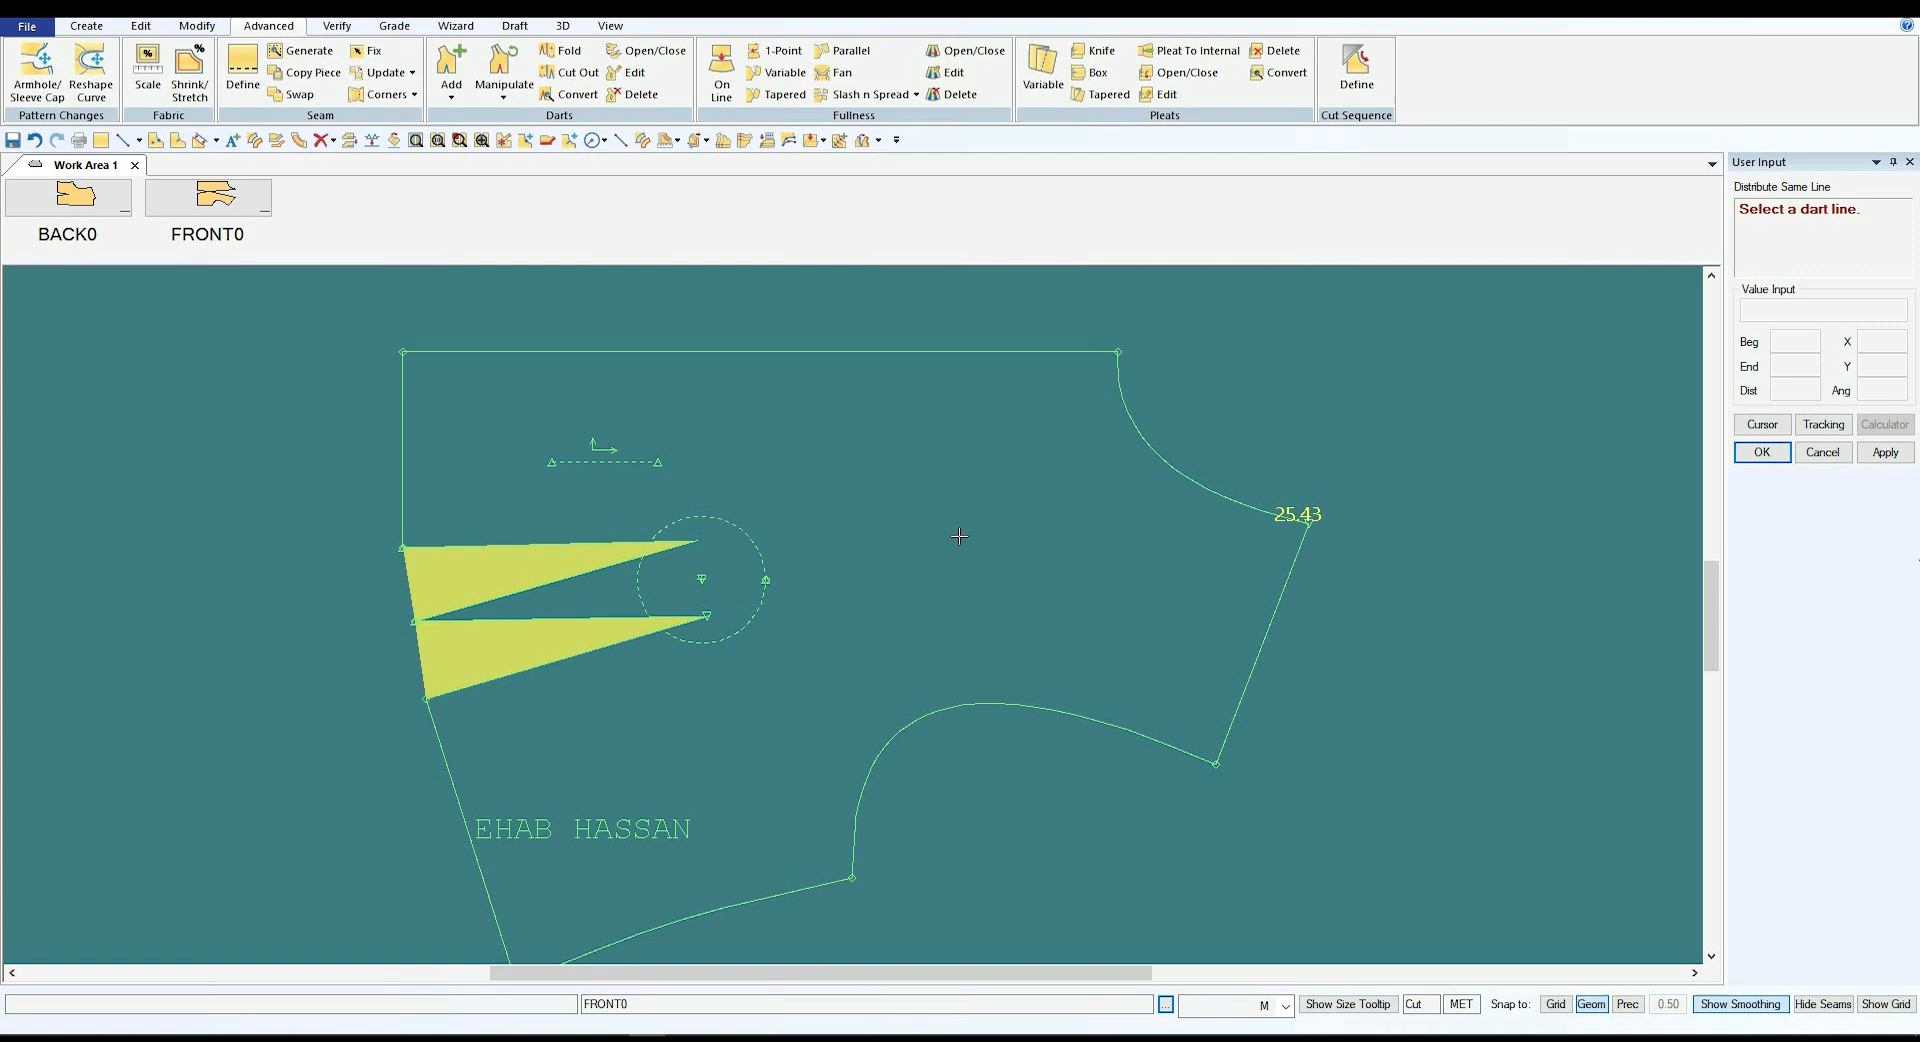 File Create Edit Modify Advanced Verify Grade Wizard Draft 3D View
Armhole/ Sleeve Cap
Reshape Curve
Pattern Changes
Scale
Shrink/ Stretch
Fabric
Define
Generate
Copy Piece
Swap
Fix
Update
Corners
Seam
Add
Manipulate
Fold
Cut Out
Convert
Open/Close
Edit
Delete
Darts
On Line
1-Point
Variable
Tapered
Parallel
Fan
Slash n Spread
Open/Close
Edit
Delete
Fullness
Variable
Knife
Box
Tapered
Pleat To Internal
Open/Close
Edit
Delete
Convert
Pleats
Define
Cut Sequence
Work Area 1
BACK0
FRONT0
25.43
EHAB HASSAN
User Input
Distribute Same Line
Select a dart line.
Value Input
Beg X
End Y
Dist Ang
Cursor Tracking Calculator
OK Cancel Apply
FRONT0 ... M Show Size Tooltip Cut MET Snap to: Grid Geom Prec 0.50 Show Smoothing Hide Seams Show Grid